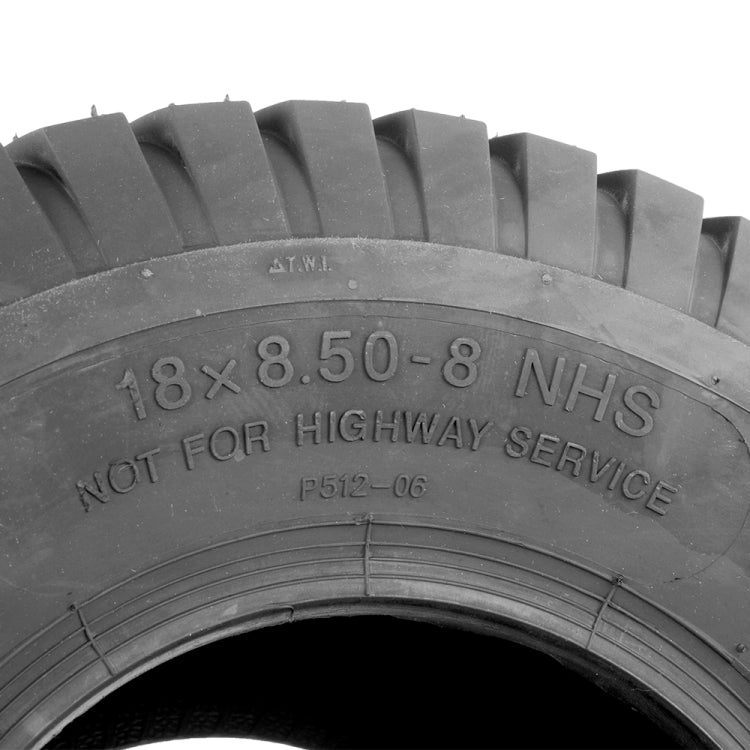 ΔT.W.I.
18×8.50-8 NHS
NOT FOR HIGHWAY SERVICE
P512-06